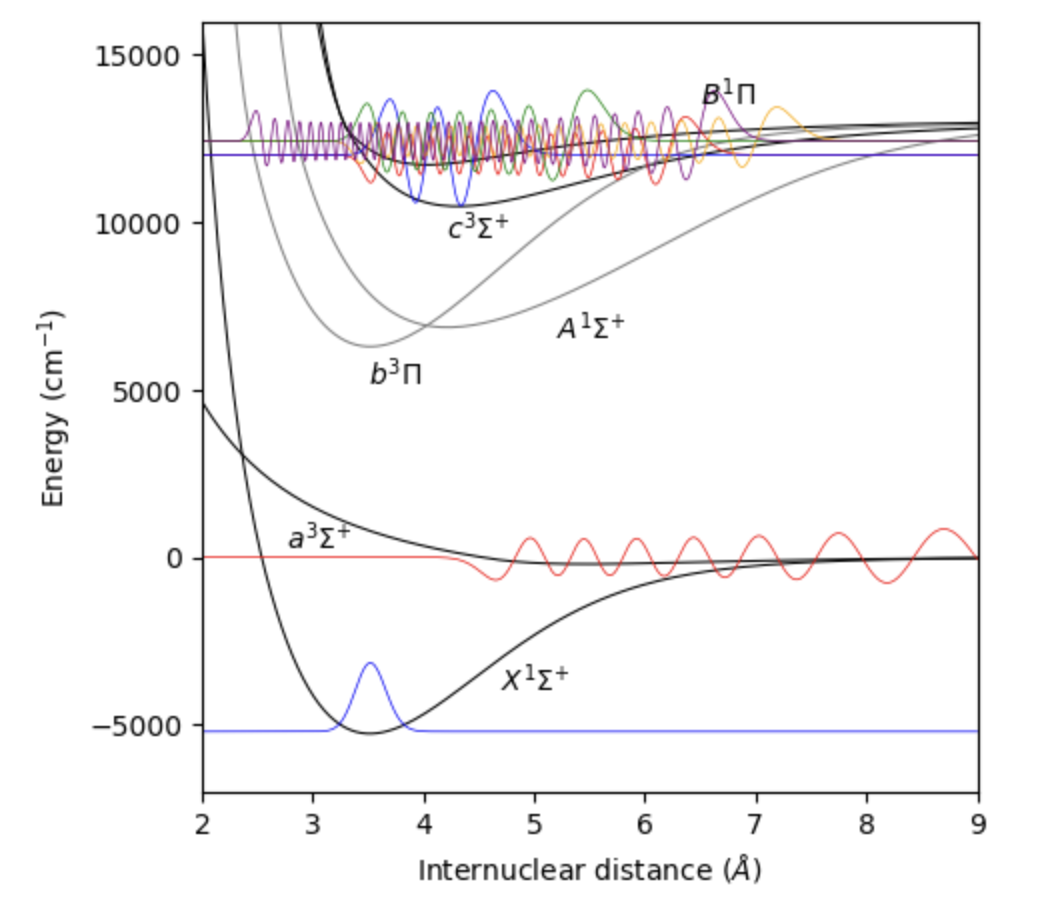 15000
10000
5000
0
−5000
Energy (cm⁻¹)
B¹Π
c³Σ⁺
A¹Σ⁺
b³Π
a³Σ⁺
X¹Σ⁺
2 3 4 5 6 7 8 9
Internuclear distance (Å)